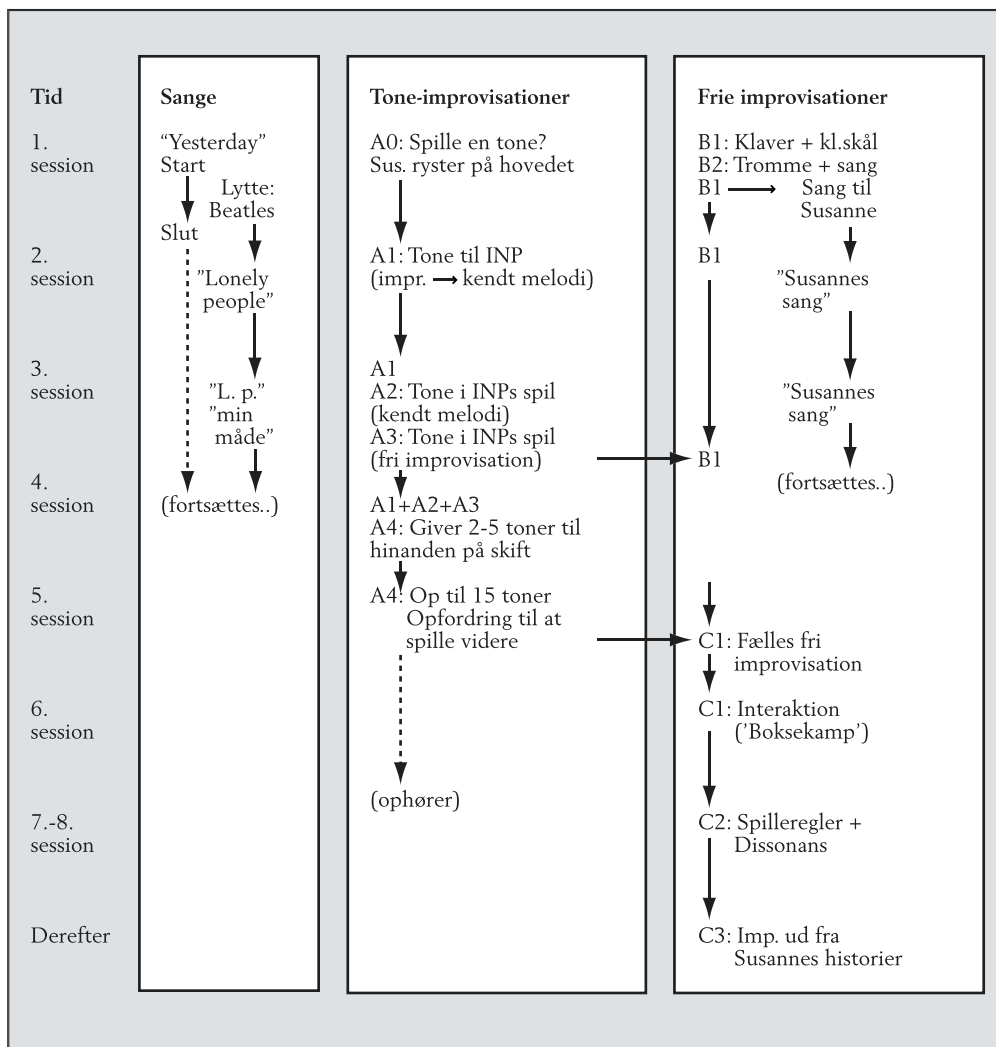 Tid
1.
session
2.
session
3.
session
4.
session
5.
session
6.
session
7.-8.
session
Derefter
Sange
“Yesterday”
Start
Lytte:
Beatles
Slut
”Lonely
people”
”L. p.”
”min
måde”
(fortsættes..)
Tone-improvisationer
A0: Spille en tone?
Sus. ryster på hovedet
A1: Tone til INP
(impr. → kendt melodi)
A1
A2: Tone i INPs spil
(kendt melodi)
A3: Tone i INPs spil
(fri improvisation)
A1+A2+A3
A4: Giver 2-5 toner til
hinanden på skift
A4: Op til 15 toner
Opfordring til at
spille videre
(ophører)
Frie improvisationer
B1: Klaver + kl.skål
B2: Tromme + sang
B1 → Sang til
Susanne
B1
”Susannes
sang”
”Susannes
sang”
B1
(fortsættes..)
C1: Fælles fri
improvisation
C1: Interaktion
(’Boksekamp’)
C2: Spilleregler +
Dissonans
C3: Imp. ud fra
Susannes historier